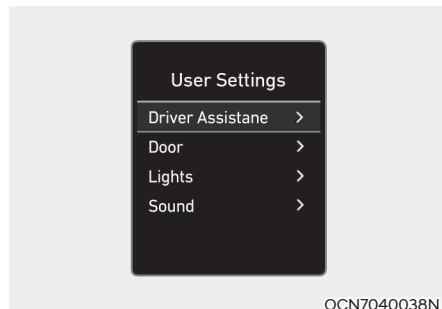 User Settings
Driver Assistane >
Door >
Lights >
Sound >
OCN7040038N